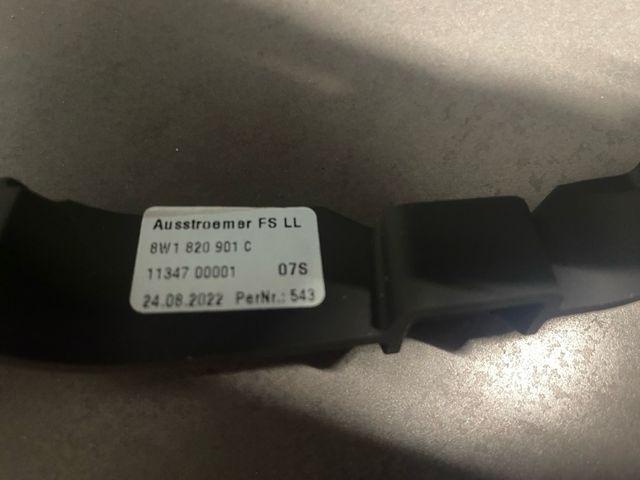 Ausstroemer FS LL
8W1 820 901 C
11347 00001 07S
24.08.2022 PerNr.: 543